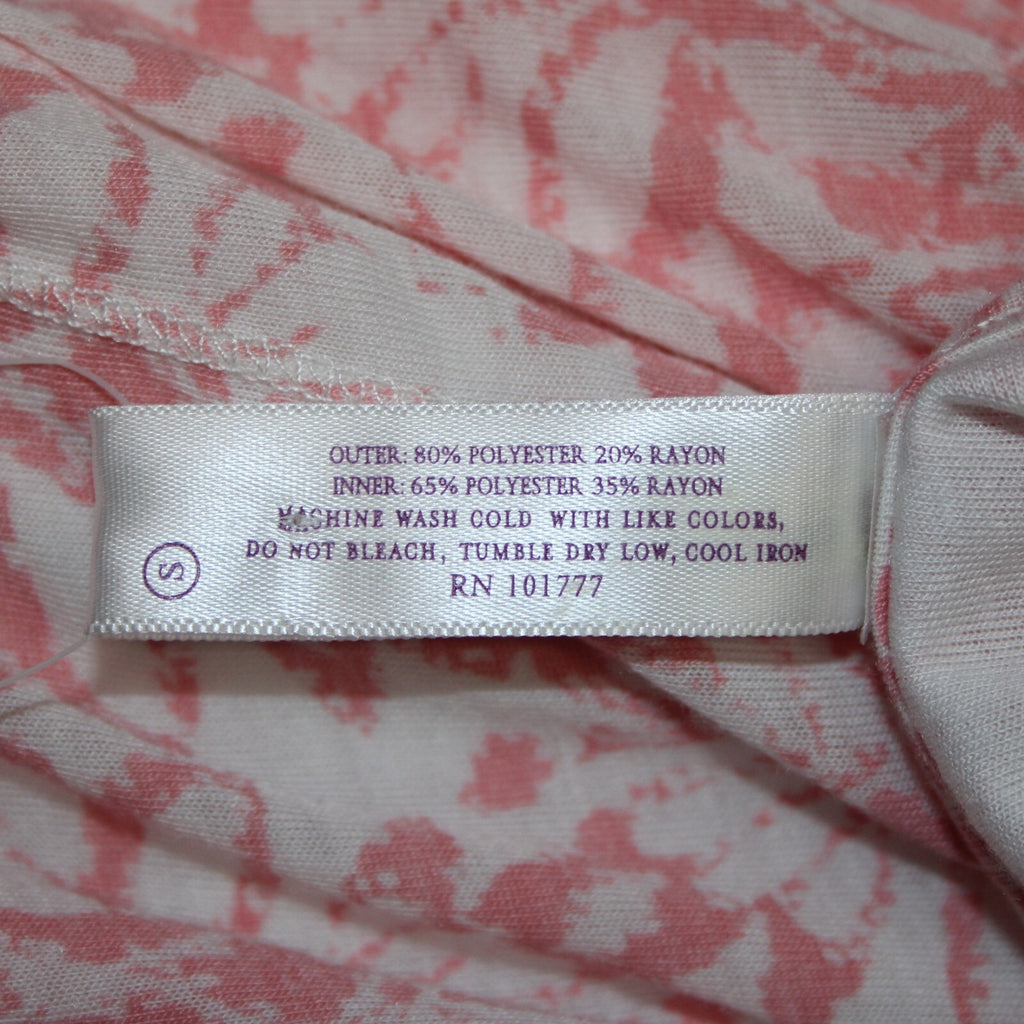 OUTER: 80% POLYESTER 20% RAYON
INNER: 65% POLYESTER 35% RAYON
MACHINE WASH COLD WITH LIKE COLORS,
DO NOT BLEACH, TUMBLE DRY LOW, COOL IRON
RN 101777
S